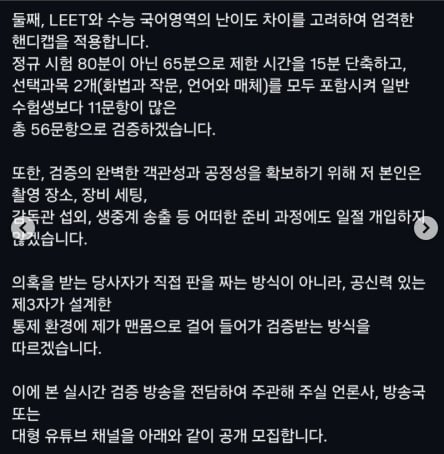 둘째, LEET와 수능 국어영역의 난이도 차이를 고려하여 엄격한
핸디캡을 적용합니다.
정규 시험 80분이 아닌 65분으로 제한 시간을 15분 단축하고,
선택과목 2개(화법과 작문, 언어와 매체)를 모두 포함시켜 일반
수험생보다 11문항이 많은
총 56문항으로 검증하겠습니다.
또한, 검증의 완벽한 객관성과 공정성을 확보하기 위해 저 본인은
촬영 장소, 장비 세팅,
감독관 섭외, 생중계 송출 등 어떠한 준비 과정에도 일절 개입하지
않겠습니다.
의혹을 받는 당사자가 직접 판을 짜는 방식이 아니라, 공신력 있는
제3자가 설계한
통제 환경에 제가 맨몸으로 걸어 들어가 검증받는 방식을
따르겠습니다.
이에 본 실시간 검증 방송을 전담하여 주관해 주실 언론사, 방송국
또는
대형 유튜브 채널을 아래와 같이 공개 모집합니다.